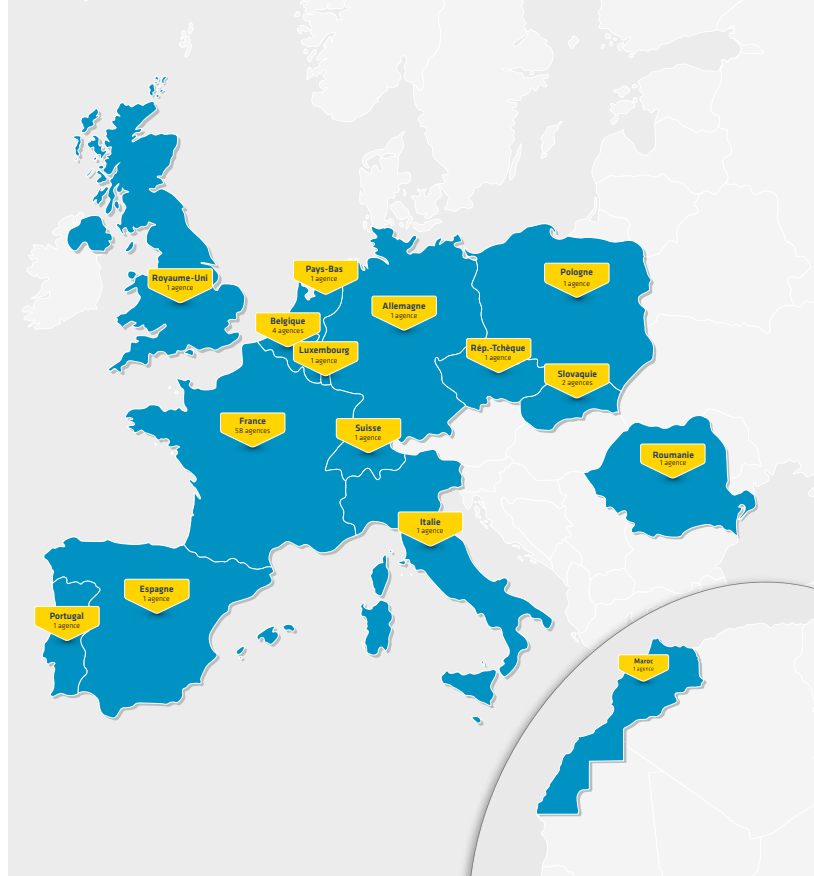 Royaume-Uni
1 agence
Pays-Bas
1 agence
Pologne
1 agence
Allemagne
1 agence
Belgique
4 agences
Luxembourg
1 agence
Rép.-Tchèque
1 agence
Slovaquie
2 agences
France
58 agences
Suisse
1 agence
Roumanie
1 agence
Italie
1 agence
Espagne
1 agence
Portugal
1 agence
Maroc
1 agence